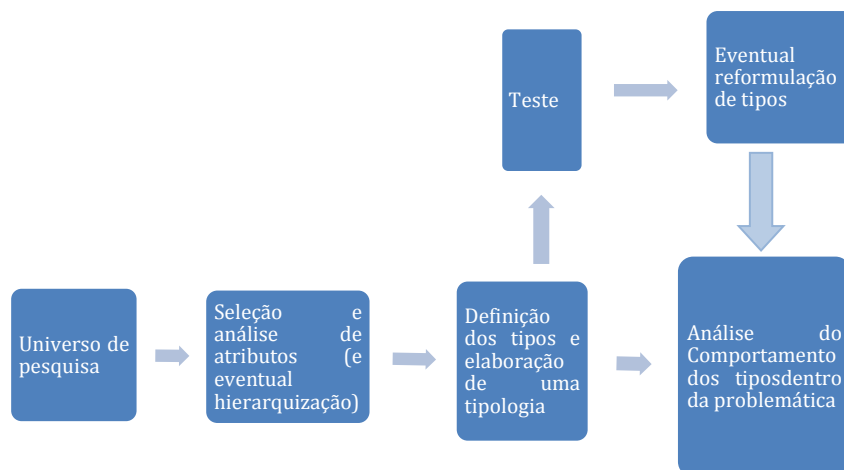 Universo de
pesquisa
Seleção e
análise de
atributos (e
eventual
hierarquização)
Definição
dos tipos e
elaboração
de uma
tipologia
Teste
Eventual
reformulação
de tipos
Análise do
Comportamento
dos tiposdentro
da problemática